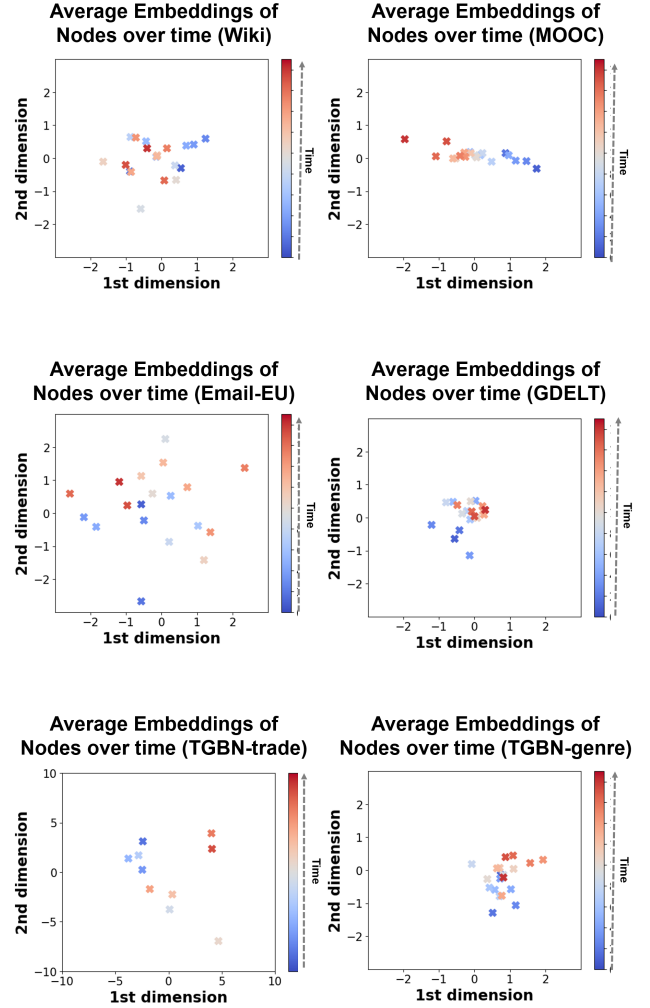 Average Embeddings of
Nodes over time (Wiki)
2
1
0
−1
−2
−2
−1
0
1
2
2nd dimension
1st dimension
Time
Average Embeddings of
Nodes over time (MOOC)
2
1
0
−1
−2
−2
−1
0
1
2
2nd dimension
1st dimension
Time
Average Embeddings of
Nodes over time (Email-EU)
2
1
0
−1
−2
−2
−1
0
1
2
2nd dimension
1st dimension
Time
Average Embeddings of
Nodes over time (GDELT)
2
1
0
−1
−2
−2
−1
0
1
2
2nd dimension
1st dimension
Time
Average Embeddings of
Nodes over time (TGBN-trade)
10
5
0
−5
−10
−10
−5
0
5
10
2nd dimension
1st dimension
Time
Average Embeddings of
Nodes over time (TGBN-genre)
2
1
0
−1
−2
−2
−1
0
1
2
2nd dimension
1st dimension
Time